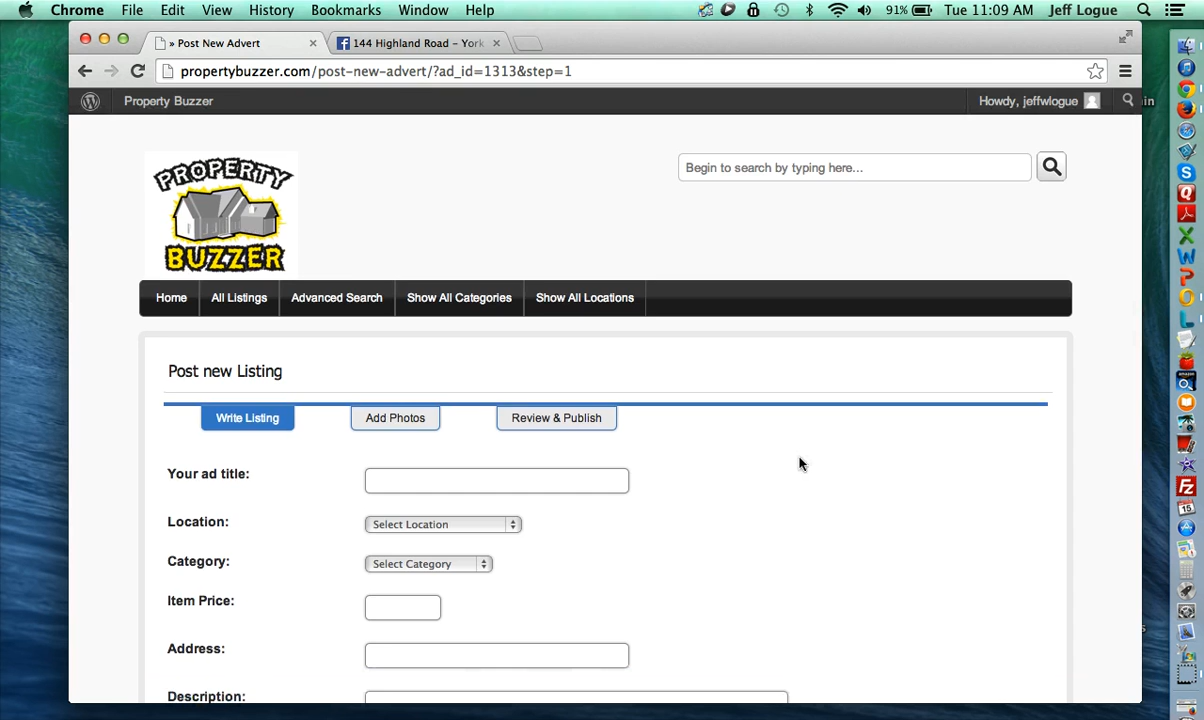 Chrome File Edit View History Bookmarks Window Help 91% Tue 11:09 AM Jeff Logue
» Post New Advert 144 Highland Road – York
propertybuzzer.com/post-new-advert/?ad_id=1313&step=1
Property Buzzer Howdy, jeffwlogue in
PROPERTY
BUZZER
Begin to search by typing here...
Home All Listings Advanced Search Show All Categories Show All Locations
Post new Listing
Write Listing Add Photos Review & Publish
Your ad title:
Location: Select Location
Category: Select Category
Item Price:
Address:
Description: